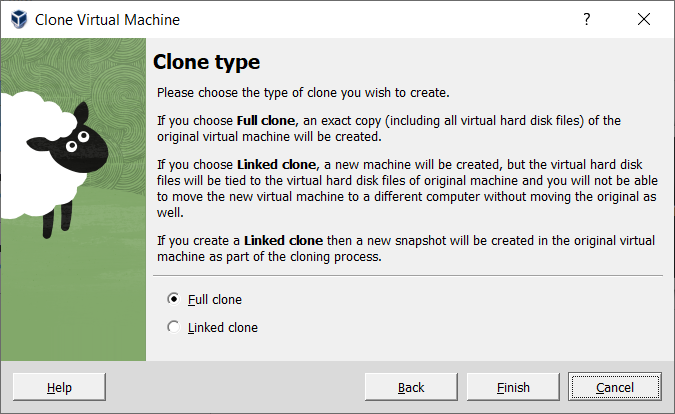 Clone Virtual Machine
Clone type
Please choose the type of clone you wish to create.
If you choose Full clone, an exact copy (including all virtual hard disk files) of the
original virtual machine will be created.
If you choose Linked clone, a new machine will be created, but the virtual hard disk
files will be tied to the virtual hard disk files of original machine and you will not be able
to move the new virtual machine to a different computer without moving the original as
well.
If you create a Linked clone then a new snapshot will be created in the original virtual
machine as part of the cloning process.
Full clone
Linked clone
Help
Back
Finish
Cancel